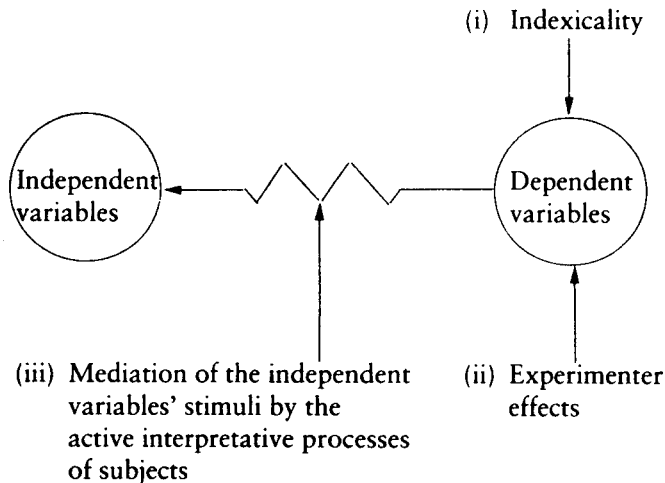 (i) Indexicality
Independent
variables
Dependent
variables
(iii) Mediation of the independent
variables' stimuli by the
active interpretative processes
of subjects
(ii) Experimenter
effects